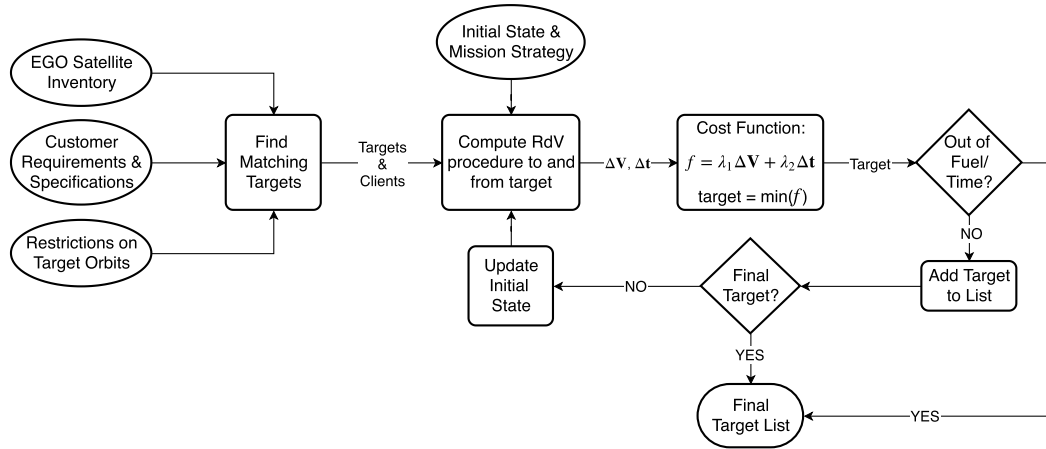 EGO Satellite
Inventory
Customer
Requirements &
Specifications
Restrictions on
Target Orbits
Find
Matching
Targets
Targets
&
Clients
Initial State &
Mission Strategy
Compute RdV
procedure to and
from target
ΔV, Δt
Cost Function:
f = λ₁ΔV + λ₂Δt
target = min(f)
Target
Out of
Fuel/
Time?
NO
Add Target
to List
Final
Target?
NO
Update
Initial
State
YES
Final
Target List
YES